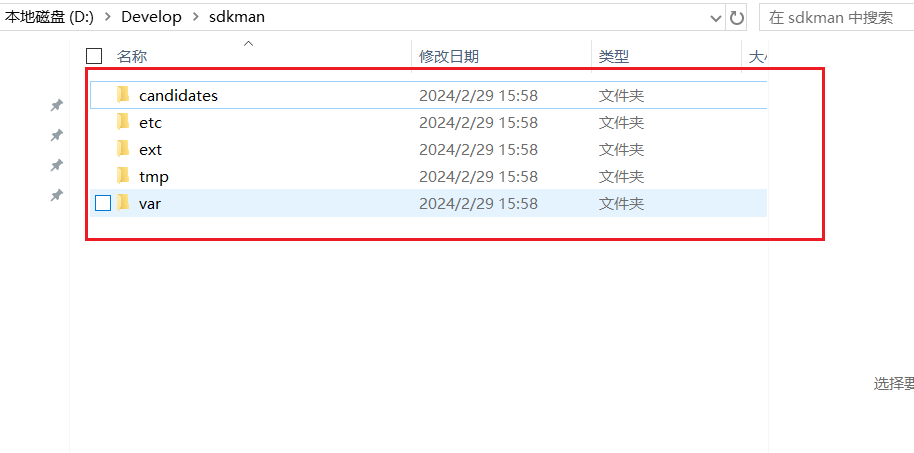 本地磁盘 (D:) > Develop > sdkman 在 sdkman 中搜索
名称 修改日期 类型 大小
candidates 2024/2/29 15:58 文件夹
etc 2024/2/29 15:58 文件夹
ext 2024/2/29 15:58 文件夹
tmp 2024/2/29 15:58 文件夹
var 2024/2/29 15:58 文件夹
选择要